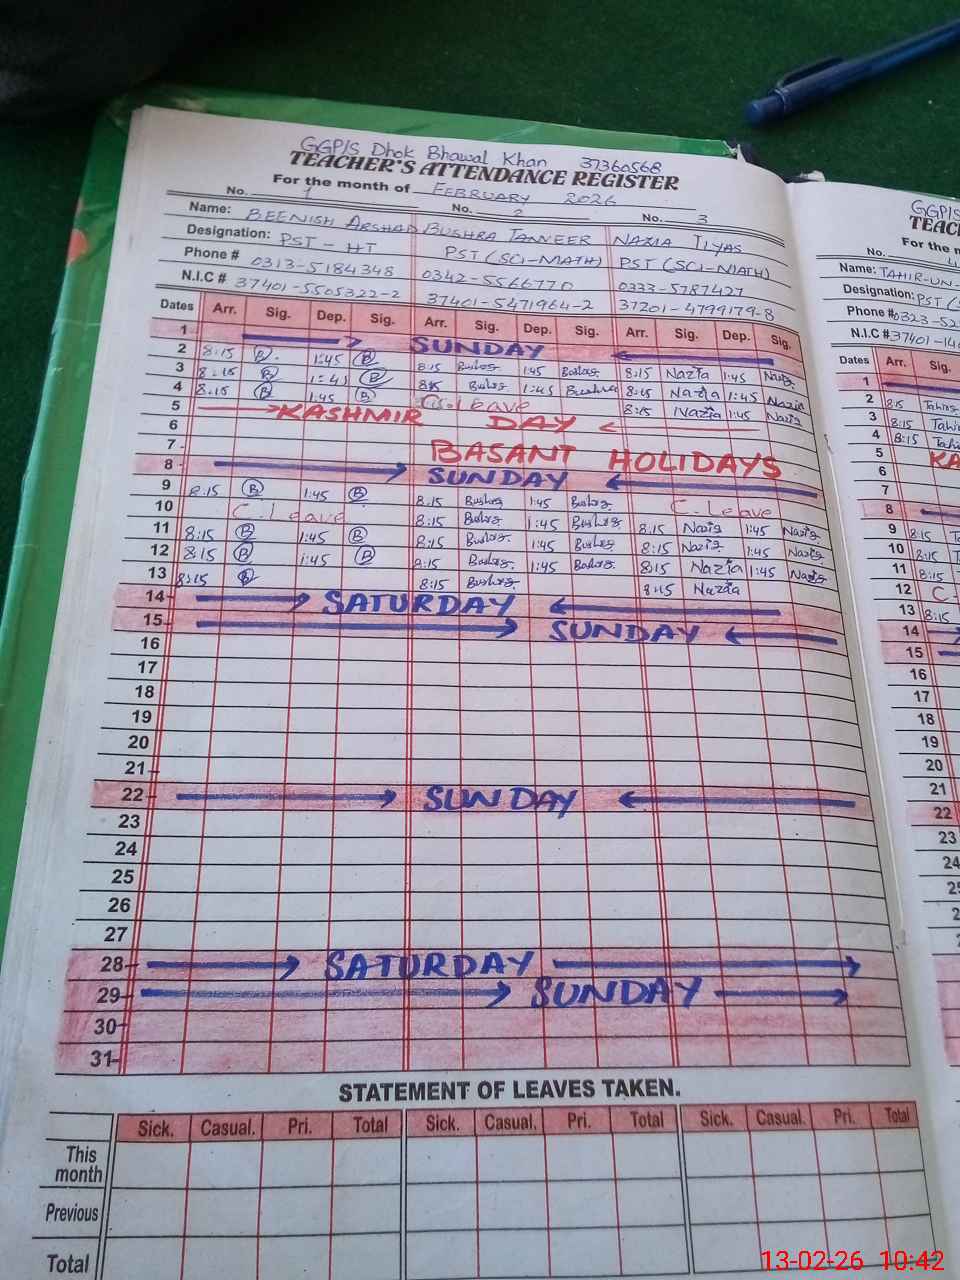 GGP/S Dhok Bhawal Khan 37360568
TEACHER'S ATTENDANCE REGISTER
For the month of FEBRUARY 2026
No. 1 No. 2 No. 3
Name: BEENISH ARSHAD BUSHRA TANVEER NAZIA ILYAS
Designation: PST - HT PST (SCI-MATH) PST (SCI-MATH)
Phone # 0313-5184348 0342-5566770 0333-5787427
N.I.C # 37401-5505322-2 37401-5471964-2 37201-4799179-8
Dates Arr. Sig. Dep. Sig. Arr. Sig. Dep. Sig. Arr. Sig. Dep. Sig.
1 SUNDAY
2 8:15 B 1:45 B 8:15 Bushra 1:45 Bushra 8:15 Nazia 1:45 Nazia
3 8:15 B 1:45 B 8:15 Bushra 1:45 Bushra 8:15 Nazia 1:45 Nazia
4 8:15 B 1:45 B C. Leave 8:15 Nazia 1:45 Nazia
5 KASHMIR DAY
6
7 BASANT HOLIDAYS
8 SUNDAY
9 8:15 B 1:45 B 8:15 Bushra 1:45 Bushra C. Leave
10 C. Leave 8:15 Bushra 1:45 Bushra 8:15 Nazia 1:45 Nazia
11 8:15 B 1:45 B 8:15 Bushra 1:45 Bushra 8:15 Nazia 1:45 Nazia
12 8:15 B 1:45 B 8:15 Bushra 1:45 Bushra 8:15 Nazia 1:45 Nazia
13 8:15 B 8:15 Bushra 8:15 Nazia
14 SATURDAY
15 SUNDAY
16
17
18
19
20
21
22 SUNDAY
23
24
25
26
27
28 SATURDAY
29 SUNDAY
30
31
STATEMENT OF LEAVES TAKEN.
Sick. Casual. Pri. Total Sick. Casual. Pri. Total Sick. Casual. Pri. Total
This month
Previous
Total
GGP/S
For the
No.
Name: TAHIR-UN-
Designation: PST
Phone # 0323-52
N.I.C # 37401-14
Dates Arr. Sig.
1
2 8:15
3 8:15
4 8:15
5 KA
6
7
8
9 8:15
10 8:15
11 8:15
12 C-
13 8:15
14
15
16
17
18
19
20
21
22
23
24
13-02-26 10:42